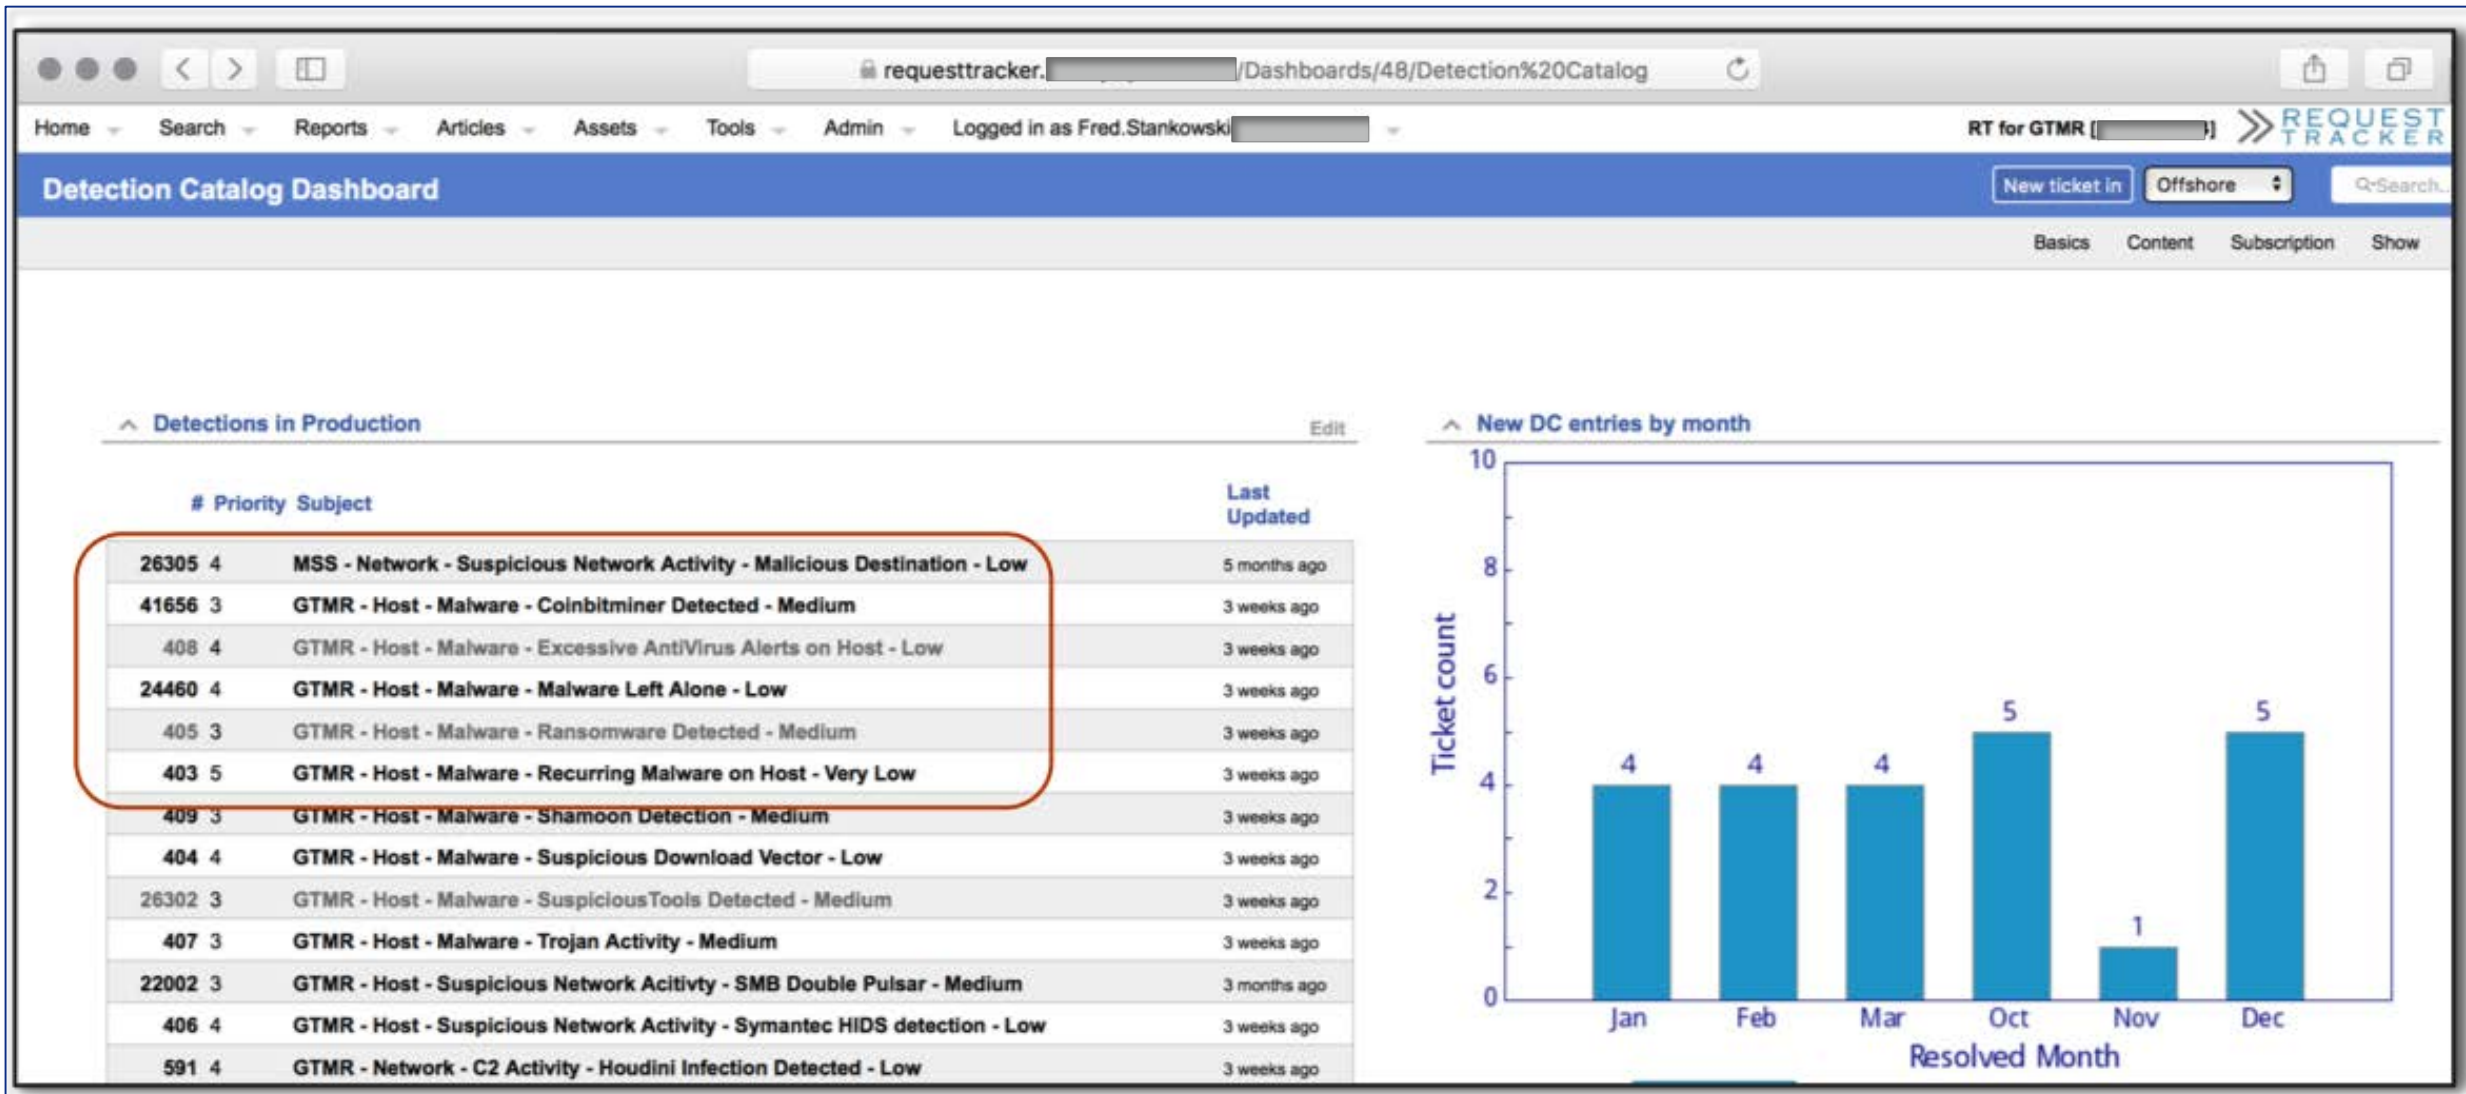 requesttracker. /Dashboards/48/Detection%20Catalog
Home Search Reports Articles Assets Tools Admin Logged in as Fred.Stankowski RT for GTMR [ ] REQUEST TRACKER
Detection Catalog Dashboard New ticket in Offshore Search...
Basics Content Subscription Show
Detections in Production Edit
# Priority Subject Last Updated
26305 4 MSS - Network - Suspicious Network Activity - Malicious Destination - Low 5 months ago
41656 3 GTMR - Host - Malware - Coinbitminer Detected - Medium 3 weeks ago
408 4 GTMR - Host - Malware - Excessive AntiVirus Alerts on Host - Low 3 weeks ago
24460 4 GTMR - Host - Malware - Malware Left Alone - Low 3 weeks ago
405 3 GTMR - Host - Malware - Ransomware Detected - Medium 3 weeks ago
403 5 GTMR - Host - Malware - Recurring Malware on Host - Very Low 3 weeks ago
409 3 GTMR - Host - Malware - Shamoon Detection - Medium 3 weeks ago
404 4 GTMR - Host - Malware - Suspicious Download Vector - Low 3 weeks ago
26302 3 GTMR - Host - Malware - SuspiciousTools Detected - Medium 3 weeks ago
407 3 GTMR - Host - Malware - Trojan Activity - Medium 3 weeks ago
22002 3 GTMR - Host - Suspicious Network Acitivty - SMB Double Pulsar - Medium 3 months ago
406 4 GTMR - Host - Suspicious Network Activity - Symantec HIDS detection - Low 3 weeks ago
591 4 GTMR - Network - C2 Activity - Houdini Infection Detected - Low 3 weeks ago
New DC entries by month
10
8
6
4
2
0
Ticket count
4 4 4 5 1 5
Jan Feb Mar Oct Nov Dec
Resolved Month